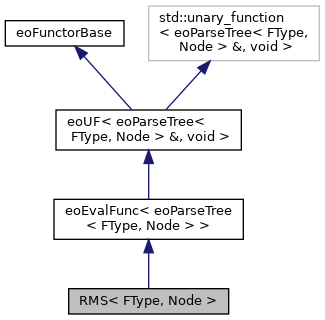 eoFunctorBase
std::unary_function
< eoParseTree< FType,
Node > &, void >
eoUF< eoParseTree<
FType, Node > &, void >
eoEvalFunc< eoParseTree
< FType, Node > >
RMS< FType, Node >